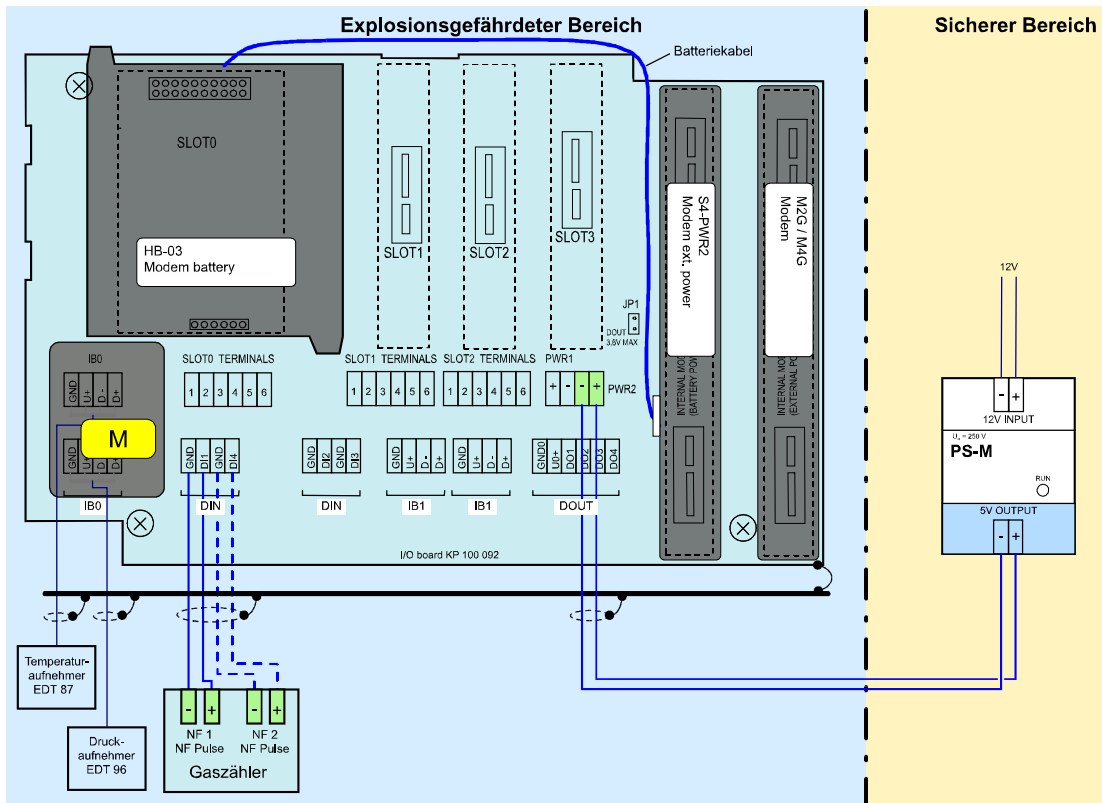 Explosionsgefährdeter Bereich
Sicherer Bereich
Batteriekabel
SLOT0
HB-03
Modem battery
SLOT1
SLOT2
SLOT3
JP1
DOUT
3.6V MAX
S4-PWR2
Modem ext. power
M2G / M4G
Modem
INTERNAL MO
(BATTERY POW
INTERNAL MO
(EXTERNAL PO
12V
- +
12V INPUT
PS-M
RUN
5V OUTPUT
- +
IB0
GND U+ D- D+
M
IB0
SLOT0 TERMINALS
1 2 3 4 5 6
SLOT1 TERMINALS
1 2 3 4 5 6
SLOT2 TERMINALS
1 2 3 4 5 6
PWR1
+ - - +
PWR2
GND DI1 GND DI4
DIN
GND DI2 GND DI3
DIN
GND U+ D- D+
IB1
GND U+ D- D+
IB1
GND0 U0+ DO1 DO2 DO3 DO4
DOUT
I/O board KP 100 092
Temperatur-
aufnehmer
EDT 87
Druck-
aufnehmer
EDT 96
- + - +
NF 1
NF Pulse
NF 2
NF Pulse
Gaszähler